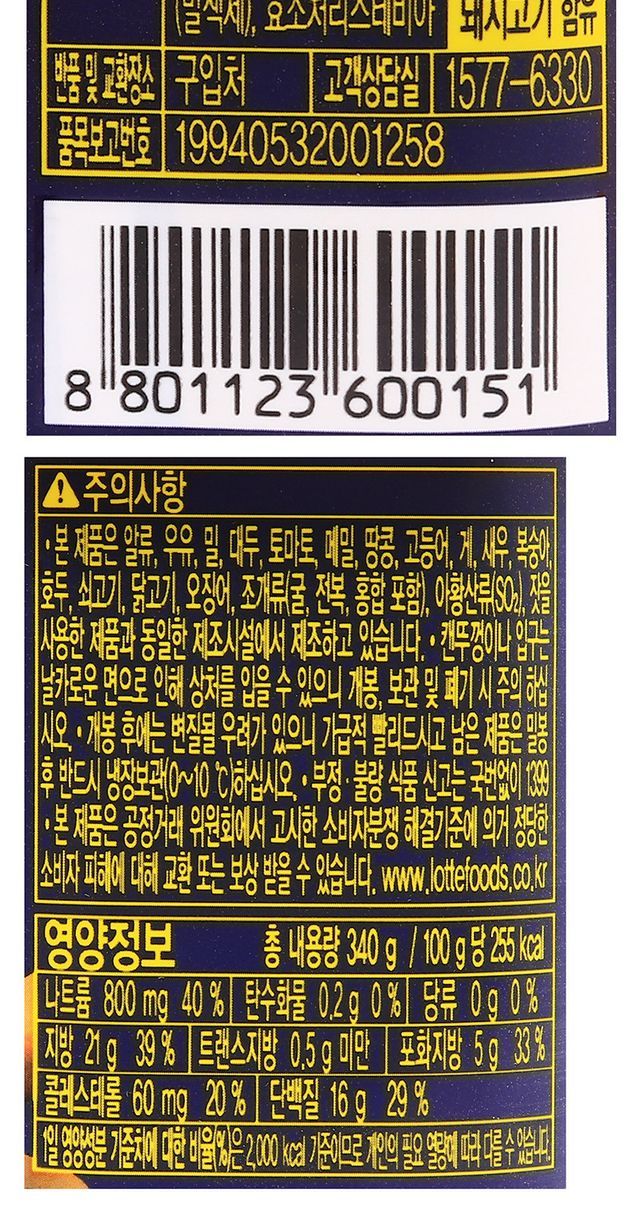 (발색제), 효소처리스테비아 돼지고기 함유
반품 및 교환장소 구입처 고객상담실 1577-6330
품목보고번호 19940532001258
8 801123 600151
주의사항
•본 제품은 알류, 우유, 밀, 대두, 토마토, 메밀, 땅콩, 고등어, 게, 새우, 복숭아,
호두, 쇠고기, 닭고기, 오징어, 조개류(굴, 전복, 홍합 포함), 아황산류(SO₂), 잣을
사용한 제품과 동일한 제조시설에서 제조하고 있습니다. •캔뚜껑이나 입구는
날카로운 면으로 인해 상처를 입을 수 있으니 개봉, 보관 및 폐기 시 주의 하십
시오. •개봉 후에는 변질될 우려가 있으니 가급적 빨리드시고 남은 제품은 밀봉
후 반드시 냉장보관(0~10℃)하십시오. •부정·불량 식품 신고는 국번없이 1399
•본 제품은 공정거래 위원회에서 고시한 소비자분쟁 해결기준에 의거 정당한
소비자 피해에 대해 교환 또는 보상 받을 수 있습니다. www.lottefoods.co.kr
영양정보 총 내용량 340 g / 100 g당 255 kcal
나트륨 800 mg 40 % 탄수화물 0.2 g 0 % 당류 0 g 0 %
지방 21 g 39 % 트랜스지방 0.5 g 미만 포화지방 5 g 33 %
콜레스테롤 60 mg 20 % 단백질 16 g 29 %
1일 영양성분 기준치에 대한 비율(%)은 2,000 kcal 기준이므로 개인의 필요 열량에 따라 다를 수 있습니다.